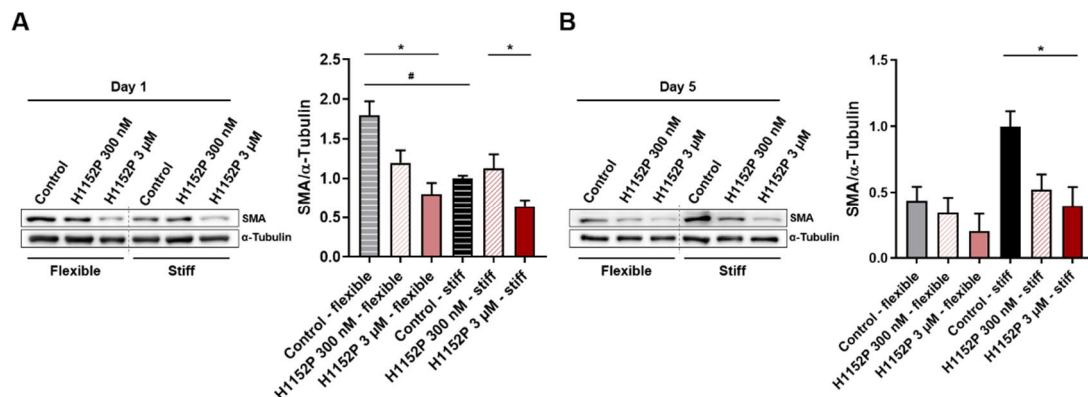 A
Day 1
Control
H1152P 300 nM
H1152P 3 µM
Control
H1152P 300 nM
H1152P 3 µM
SMA
α-Tubulin
Flexible
Stiff
SMA/α-Tubulin
2.5
2.0
1.5
1.0
0.5
0.0
*
#
*
Control - flexible
H1152P 300 nM - flexible
H1152P 3 µM - flexible
Control - stiff
H1152P 300 nM - stiff
H1152P 3 µM - stiff
B
Day 5
Control
H1152P 300 nM
H1152P 3 µM
Control
H1152P 300 nM
H1152P 3 µM
SMA
α-Tubulin
Flexible
Stiff
SMA/α-Tubulin
1.5
1.0
0.5
0.0
*
Control - flexible
H1152P 300 nM - flexible
H1152P 3 µM - flexible
Control - stiff
H1152P 300 nM - stiff
H1152P 3 µM - stiff